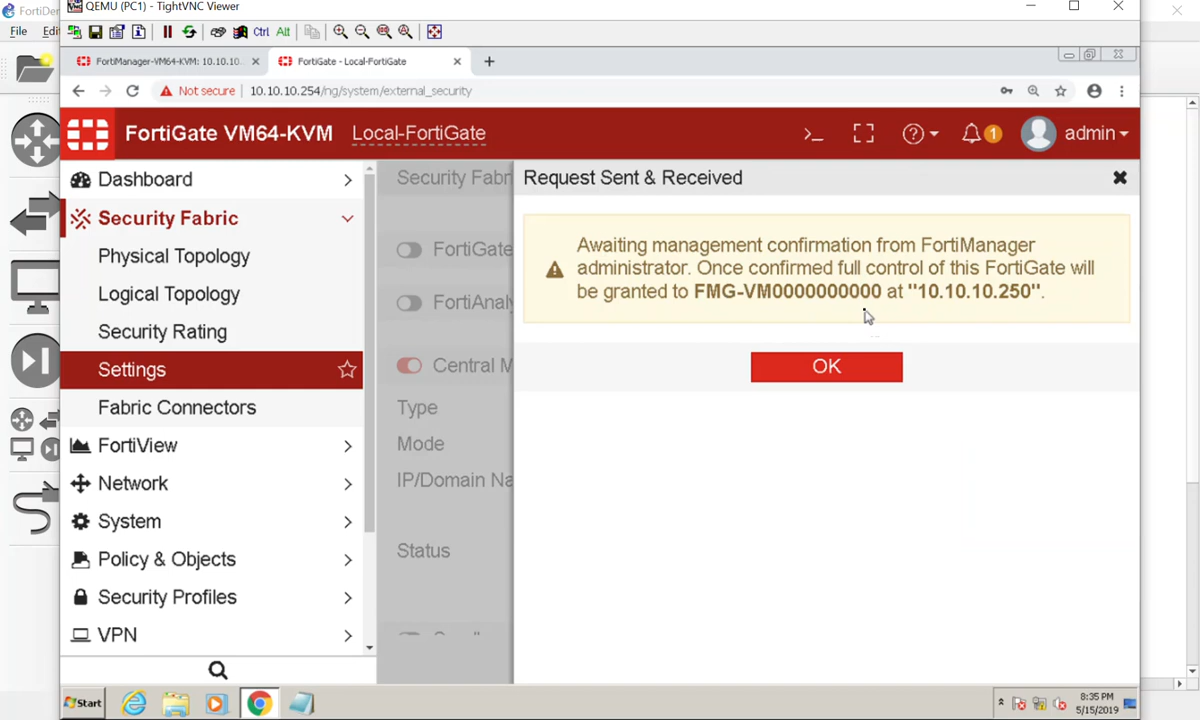 FortiDer
QEMU (PC1) - TightVNC Viewer
File Edi
Ctrl Alt
FortiManager-VM64-KVM: 10.10.10.
FortiGate - Local-FortiGate
Not secure
10.10.10.254/ng/system/external_security
FortiGate VM64-KVM
Local-FortiGate
1
admin
Dashboard
Security Fabric
Physical Topology
Logical Topology
Security Rating
Settings
Fabric Connectors
FortiView
Network
System
Policy & Objects
Security Profiles
VPN
Security Fabri
FortiGate
FortiAnaly
Central M
Type
Mode
IP/Domain Na
Status
Request Sent & Received
Awaiting management confirmation from FortiManager
administrator. Once confirmed full control of this FortiGate will
be granted to FMG-VM0000000000 at "10.10.10.250".
OK
Start
8:35 PM
5/15/2019